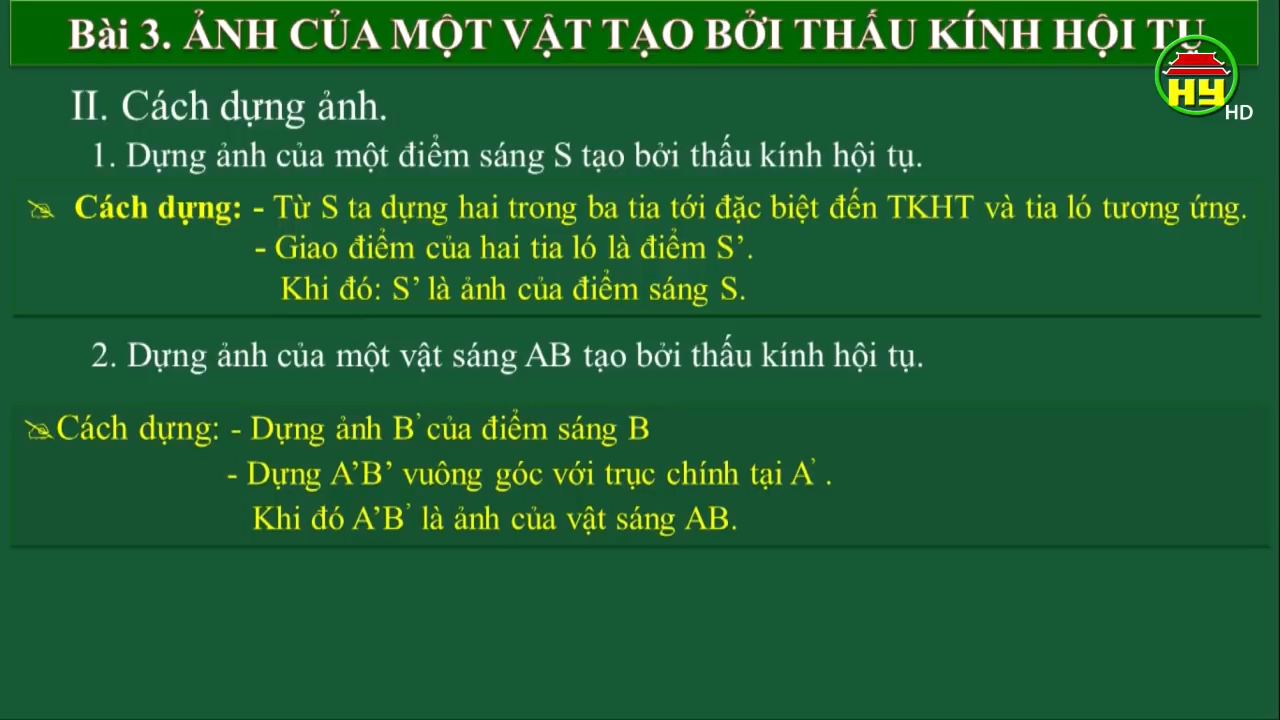 Bài 3. ẢNH CỦA MỘT VẬT TẠO BỞI THẤU KÍNH HỘI TỤ
HY
HD
II. Cách dựng ảnh.
1. Dựng ảnh của một điểm sáng S tạo bởi thấu kính hội tụ.
Cách dựng: - Từ S ta dựng hai trong ba tia tới đặc biệt đến TKHT và tia ló tương ứng.
- Giao điểm của hai tia ló là điểm S’.
Khi đó: S’ là ảnh của điểm sáng S.
2. Dựng ảnh của một vật sáng AB tạo bởi thấu kính hội tụ.
Cách dựng: - Dựng ảnh B’ của điểm sáng B
- Dựng A’B’ vuông góc với trục chính tại A’ .
Khi đó A’B’ là ảnh của vật sáng AB.